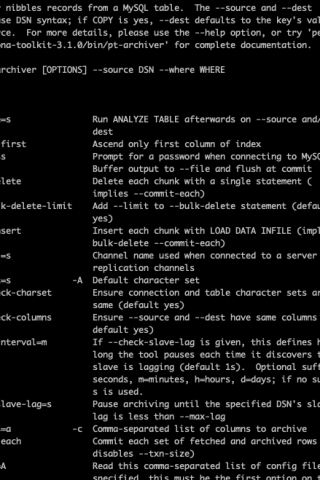 nibbles records from a MySQL table. The --source and --dest
use DSN syntax; if COPY is yes, --dest defaults to the key's val
rce. For more details, please use the --help option, or try 'pe
ona-toolkit-3.1.0/bin/pt-archiver' for complete documentation.
archiver [OPTIONS] --source DSN --where WHERE
=s Run ANALYZE TABLE afterwards on --source and/
dest
first Ascend only first column of index
ss Prompt for a password when connecting to MySQ
Buffer output to --file and flush at commit
elete Delete each chunk with a single statement (
implies --commit-each)
k-delete-limit Add --limit to --bulk-delete statement (defau
yes)
nsert Insert each chunk with LOAD DATA INFILE (impl
bulk-delete --commit-each)
=s Channel name used when connected to a server
replication channels
=s -A Default character set
eck-charset Ensure connection and table character sets ar
same (default yes)
eck-columns Ensure --source and --dest have same columns
default yes)
nterval=m If --check-slave-lag is given, this defines h
long the tool pauses each time it discovers t
slave is lagging (default 1s). Optional suff
seconds, m=minutes, h=hours, d=days; if no su
s is used.
slave-lag=s Pause archiving until the specified DSN's sla
lag is less than --max-lag
=a -c Comma-separated list of columns to archive
each Commit each set of fetched and archived rows
disables --txn-size)
=A Read this comma-separated list of config file
specified, this must be the first option on t